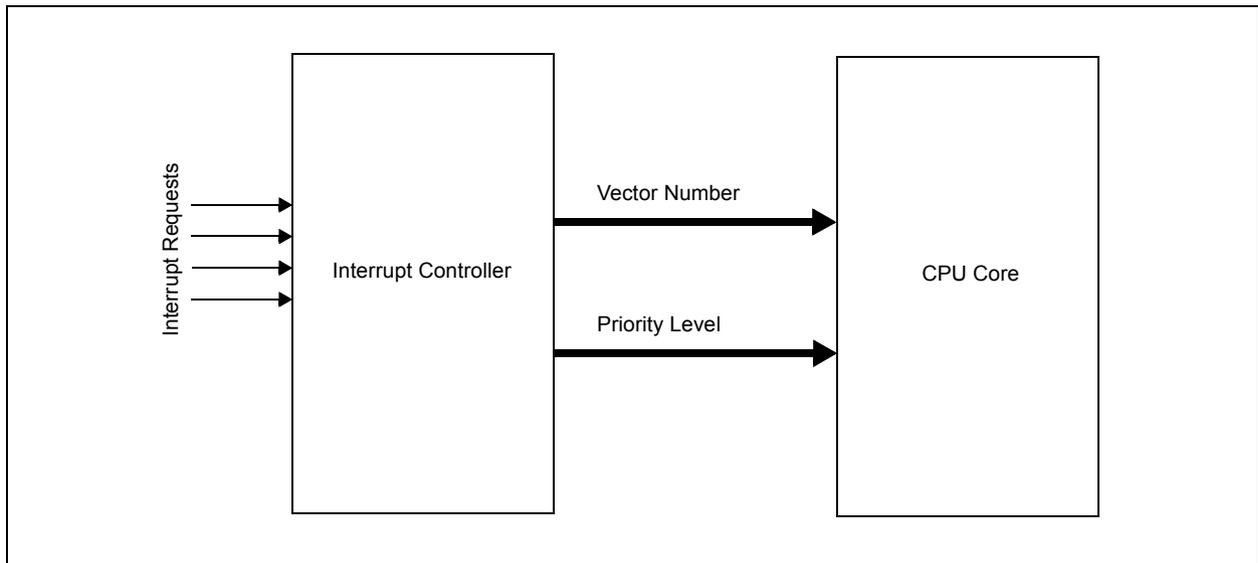 Interrupt Requests
Interrupt Controller
Vector Number
Priority Level
CPU Core